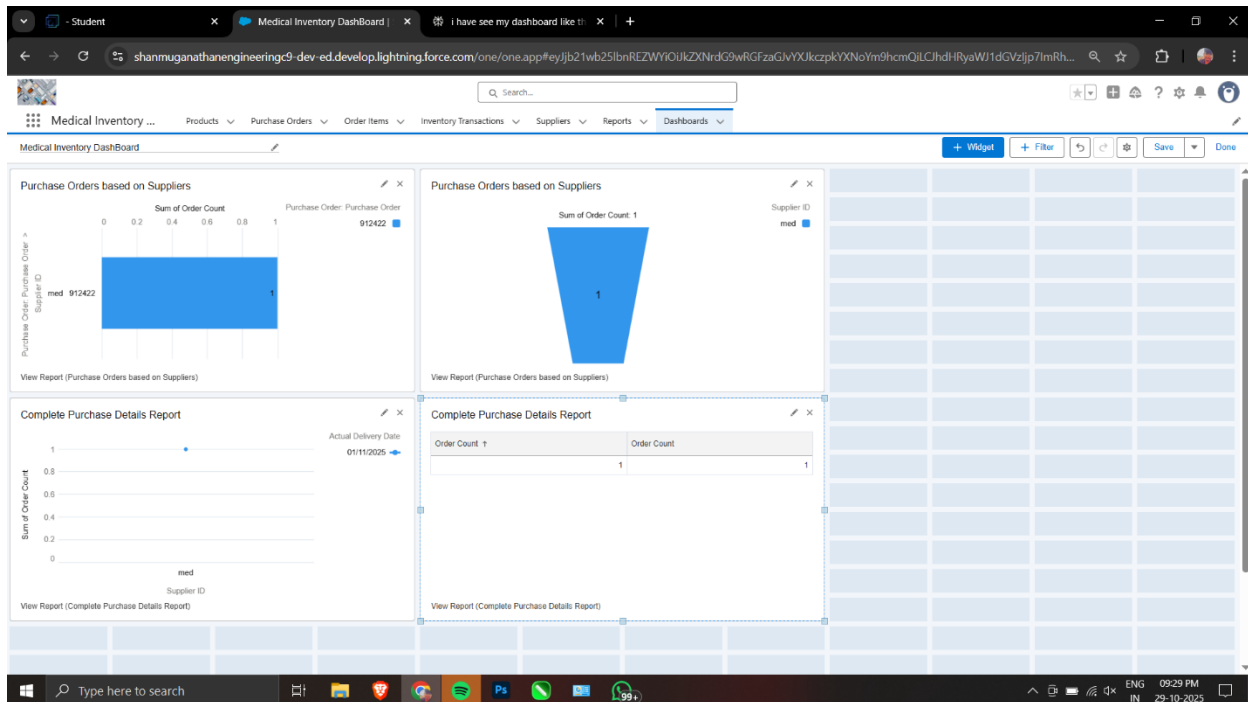 - Student
Medical Inventory DashBoard |
i have see my dashboard like th
shanmuganathanengineeringc9-dev-ed.develop.lightning.force.com/one/one.app#eyJjb21wb25lbnREZWYiOiJkZXNrdG9wRGFzaGJvYXJkczpkYXNoYm9hcmQiLCJhdHRyaWJ1dGVzIjp7ImRh...
Search...
Medical Inventory ...
Products
Purchase Orders
Order Items
Inventory Transactions
Suppliers
Reports
Dashboards
Medical Inventory DashBoard
+ Widget
+ Filter
Save
Done
Purchase Orders based on Suppliers
Sum of Order Count
0 0.2 0.4 0.6 0.8 1
Purchase Order: Purchase Order
912422
Purchase Order: Purchase Order >
Supplier ID
med 912422
1
View Report (Purchase Orders based on Suppliers)
Purchase Orders based on Suppliers
Sum of Order Count: 1
Supplier ID
med
1
View Report (Purchase Orders based on Suppliers)
Complete Purchase Details Report
Actual Delivery Date
01/11/2025
Sum of Order Count
1
0.8
0.6
0.4
0.2
0
med
Supplier ID
View Report (Complete Purchase Details Report)
Complete Purchase Details Report
Order Count ↑ Order Count
1 1
View Report (Complete Purchase Details Report)
Type here to search
Ps
99+
ENG
IN
09:29 PM
29-10-2025